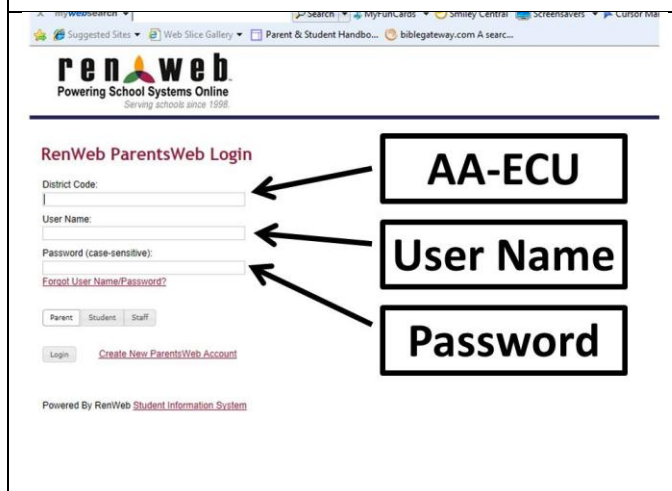 X mywebsearch Search MyFunCards Smiley Central Screensavers Cursor Mar
Suggested Sites Web Slice Gallery Parent & Student Handbo... biblegateway.com A searc...
renweb
Powering School Systems Online
Serving schools since 1998.
RenWeb ParentsWeb Login
District Code:
AA-ECU
User Name:
User Name
Password (case-sensitive):
Forgot User Name/Password?
Parent Student Staff
Password
Login Create New ParentsWeb Account
Powered By RenWeb Student Information System